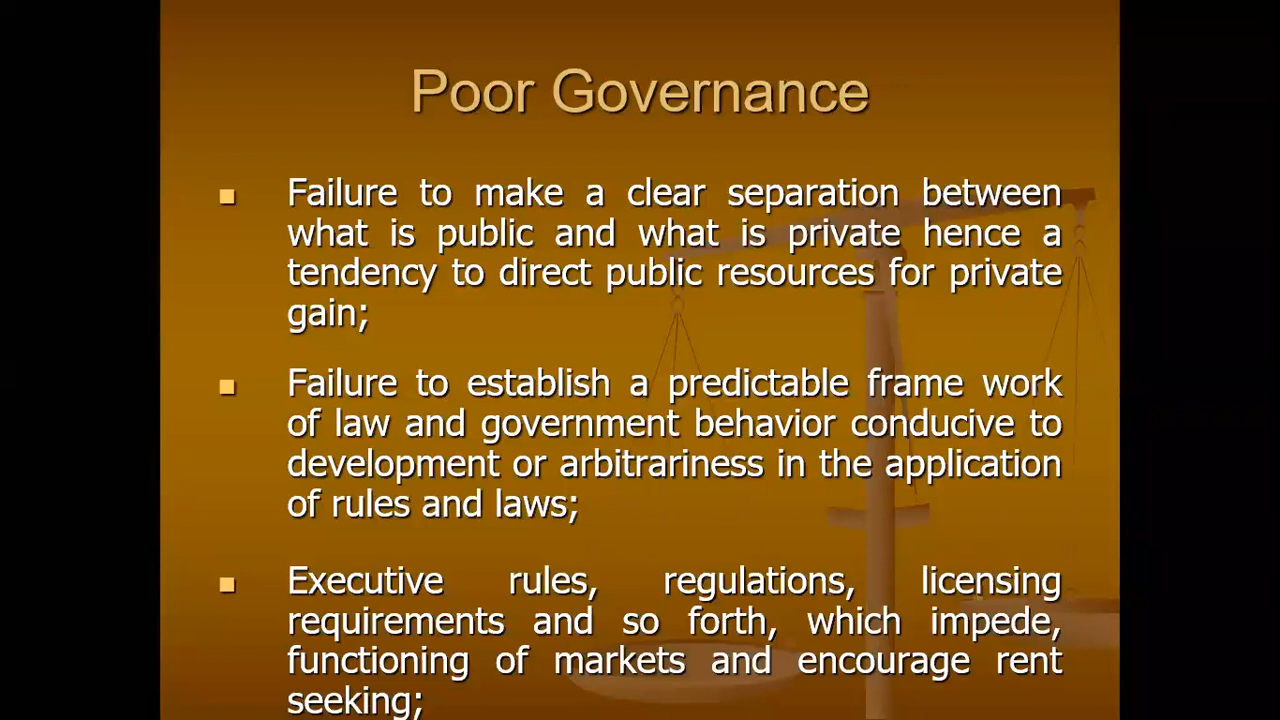 Poor Governance
Failure to make a clear separation between
what is public and what is private hence a
tendency to direct public resources for private
gain;
Failure to establish a predictable frame work
of law and government behavior conducive to
development or arbitrariness in the application
of rules and laws;
Executive rules, regulations, licensing
requirements and so forth, which impede,
functioning of markets and encourage rent
seeking;